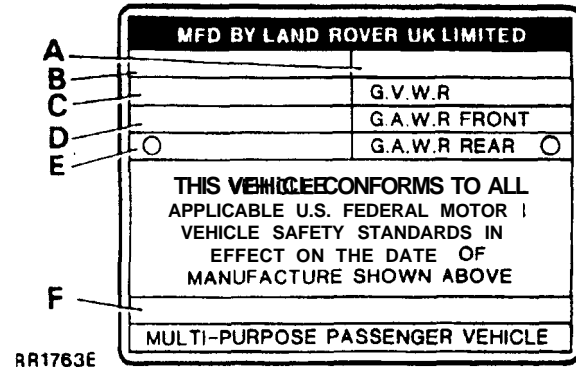 MFD BY LAND ROVER UK LIMITED
A
B
C G.V.W.R
D G.A.W.R FRONT
E G.A.W.R REAR
THIS VEHICLE CONFORMS TO ALL
APPLICABLE U.S. FEDERAL MOTOR
VEHICLE SAFETY STANDARDS IN
EFFECT ON THE DATE OF
MANUFACTURE SHOWN ABOVE
F
MULTI-PURPOSE PASSENGER VEHICLE
RR1763E